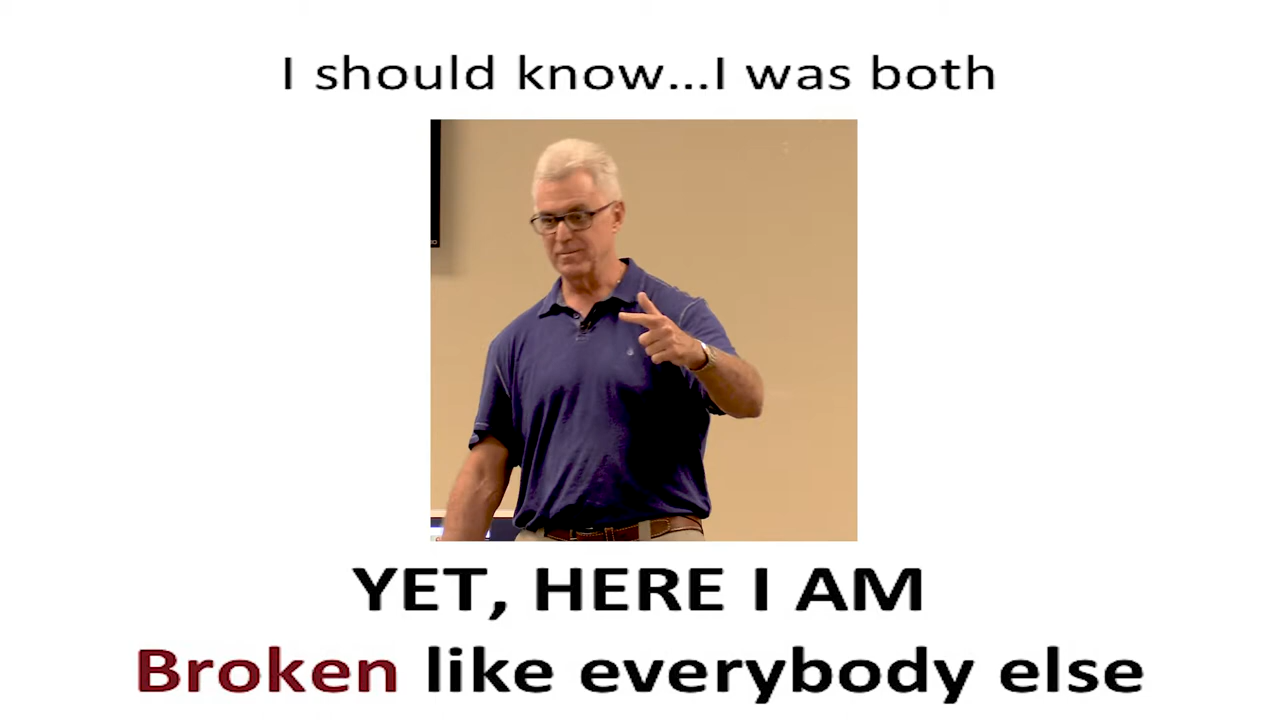 I should know...I was both
YET, HERE I AM
Broken like everybody else